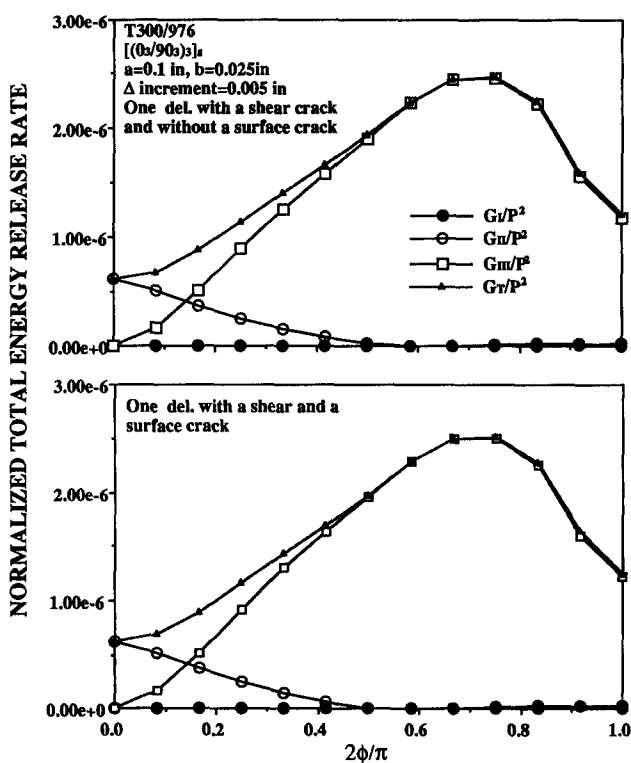 NORMALIZED TOTAL ENERGY RELEASE RATE
3.00e-6
2.00e-6
1.00e-6
0.00e+0
T300/976
[(0₃/90₃)₃]ₛ
a=0.1 in, b=0.025in
Δ increment=0.005 in
One del. with a shear crack
and without a surface crack
GI/P²
GII/P²
GIII/P²
GT/P²
3.00e-6
2.00e-6
1.00e-6
0.00e+0
One del. with a shear and a
surface crack
0.0 0.2 0.4 0.6 0.8 1.0
2ϕ/π